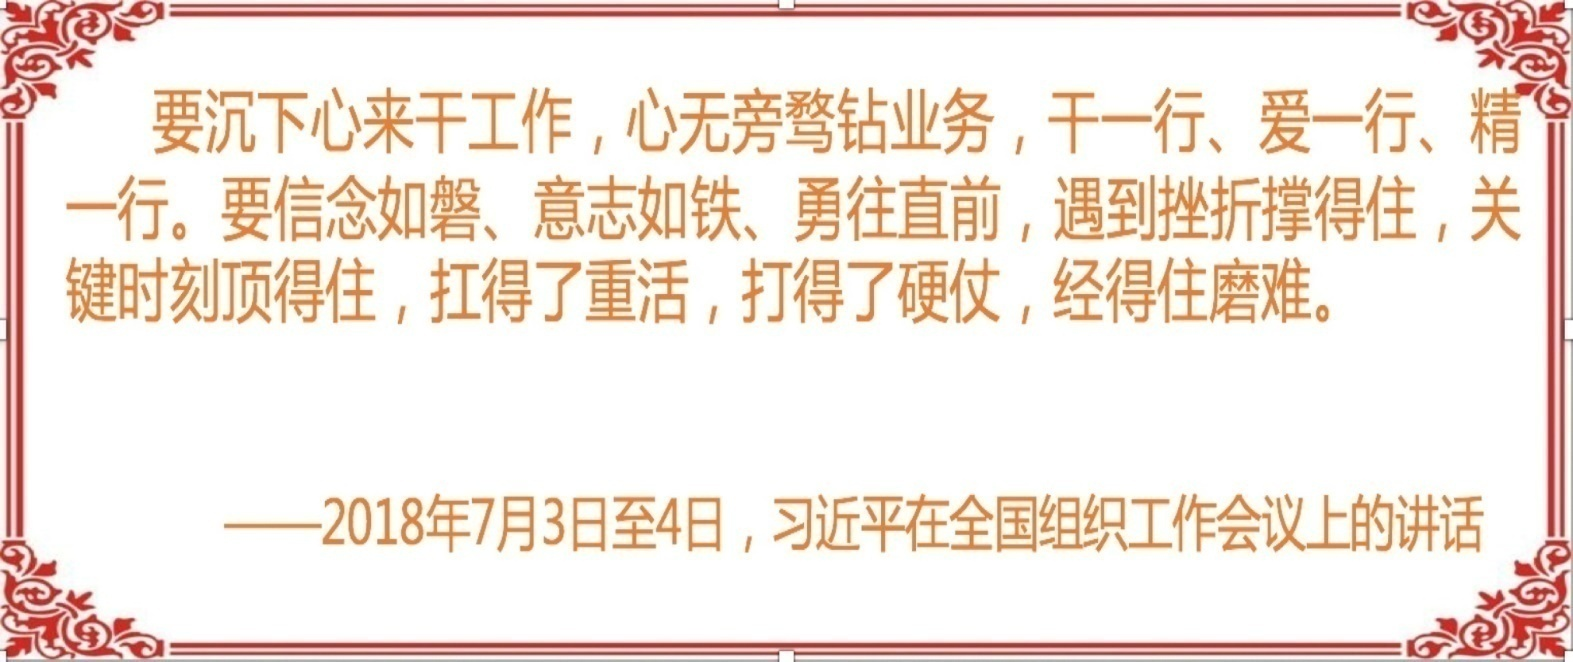 要沉下心来干工作，心无旁骛钻业务，干一行、爱一行、精
一行。要信念如磐、意志如铁、勇往直前，遇到挫折撑得住，关
键时刻顶得住，扛得了重活，打得了硬仗，经得住磨难。
——2018年7月3日至4日，习近平在全国组织工作会议上的讲话